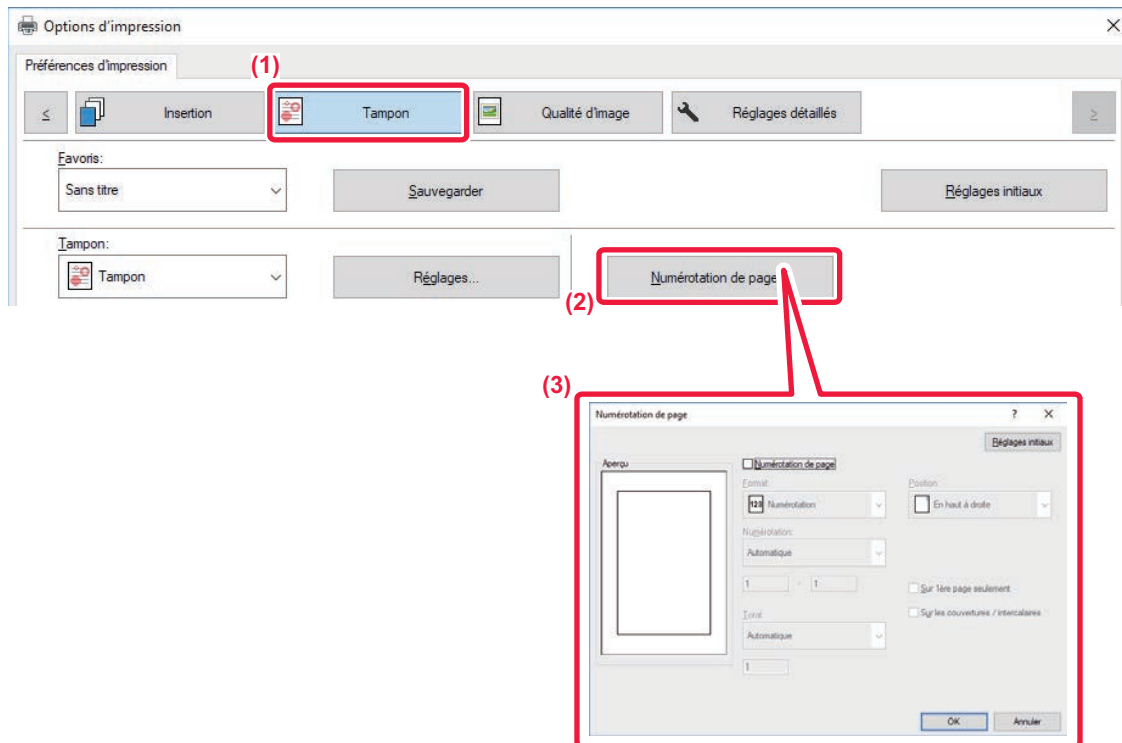 Options d'impression
Préférences d'impression
(1)
< Insertion Tampon Qualité d'image Réglages détaillés >
Favoris:
Sans titre Sauvegarder Réglages initiaux
Tampon:
Tampon Réglages... Numérotation de page
(2)
(3)
Numérotation de page ? X
Réglages initiaux
Aperçu Numérotation de page
Format: Position:
123 Numérotation En haut à droite
Numérotation:
Automatique
1 - 1 Sur 1ère page seulement
Total: Sur les couvertures / intercalaires
Automatique
1
OK Annuler